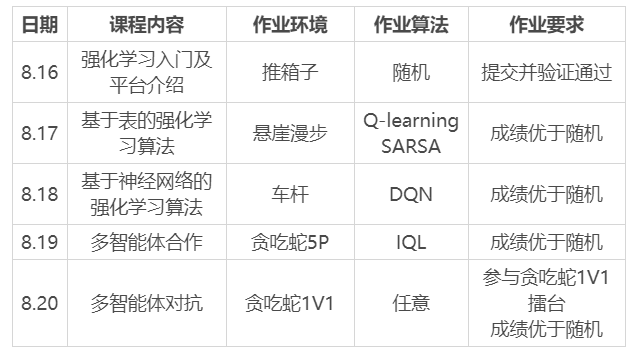 日期 课程内容 作业环境 作业算法 作业要求
8.16 强化学习入门及平台介绍 推箱子 随机 提交并验证通过
8.17 基于表的强化学习算法 悬崖漫步 Q-learning SARSA 成绩优于随机
8.18 基于神经网络的强化学习算法 车杆 DQN 成绩优于随机
8.19 多智能体合作 贪吃蛇5P IQL 成绩优于随机
8.20 多智能体对抗 贪吃蛇1V1 任意 参与贪吃蛇1V1擂台 成绩优于随机